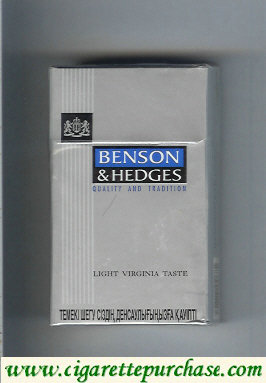 BENSON
& HEDGES
QUALITY AND TRADITION
LIGHT VIRGINIA TASTE
ТЕМЕКІ ШЕГУ СІЗДІҢ ДЕНСАУЛЫҒЫҢЫЗҒА ҚАУІПТІ
www.cigarettepurchase.com